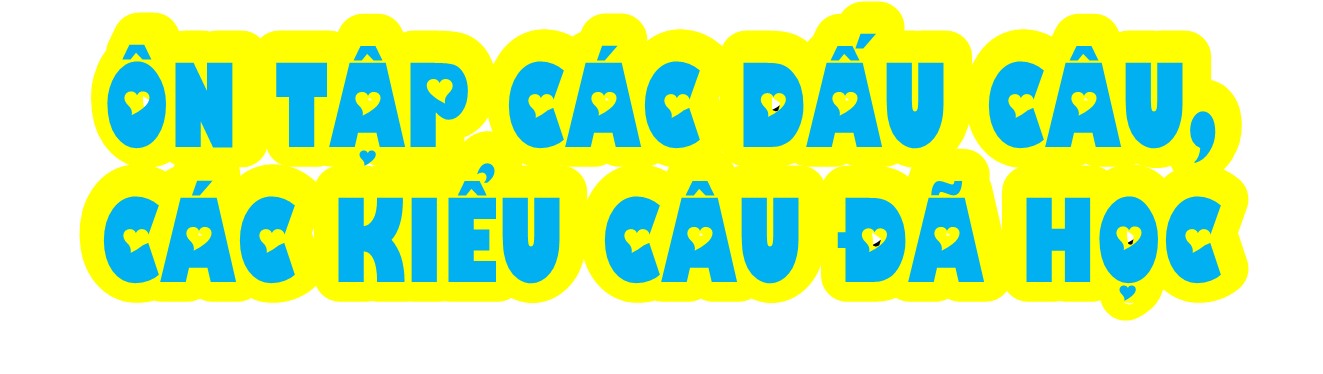 ÔN TẬP CÁC DẤU CÂU,
CÁC KIỂU CÂU ĐÃ HỌC